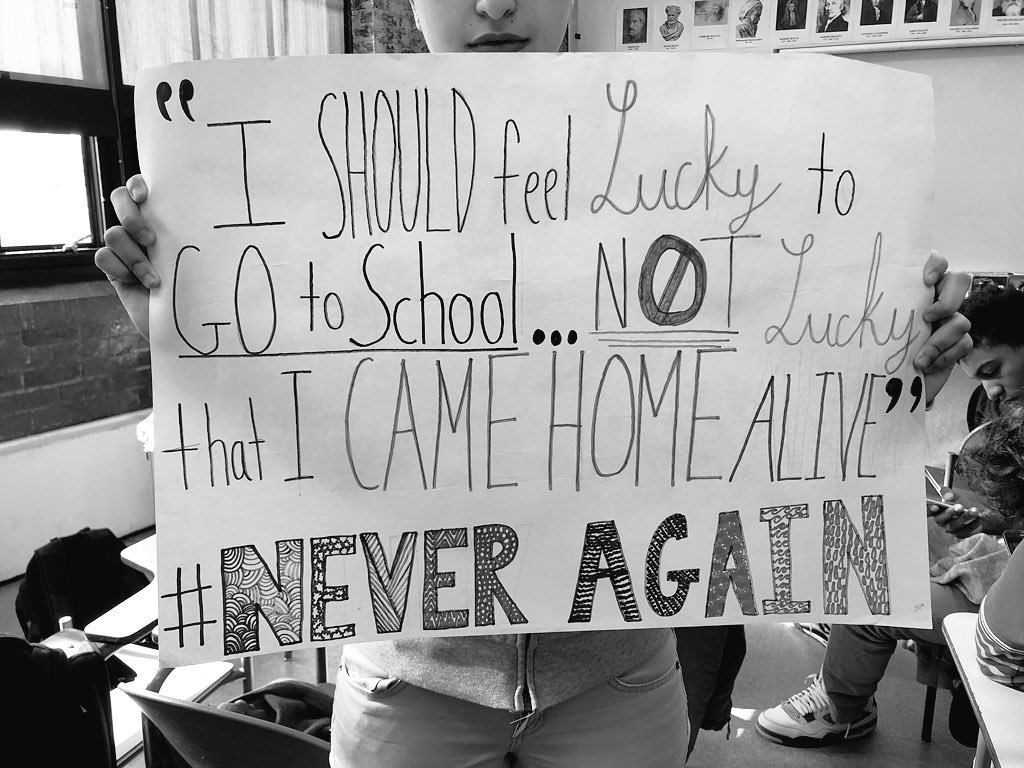 "I SHOULD feel Lucky to
GO to School... NOT Lucky
that I CAME HOME ALIVE"
#NEVER AGAIN